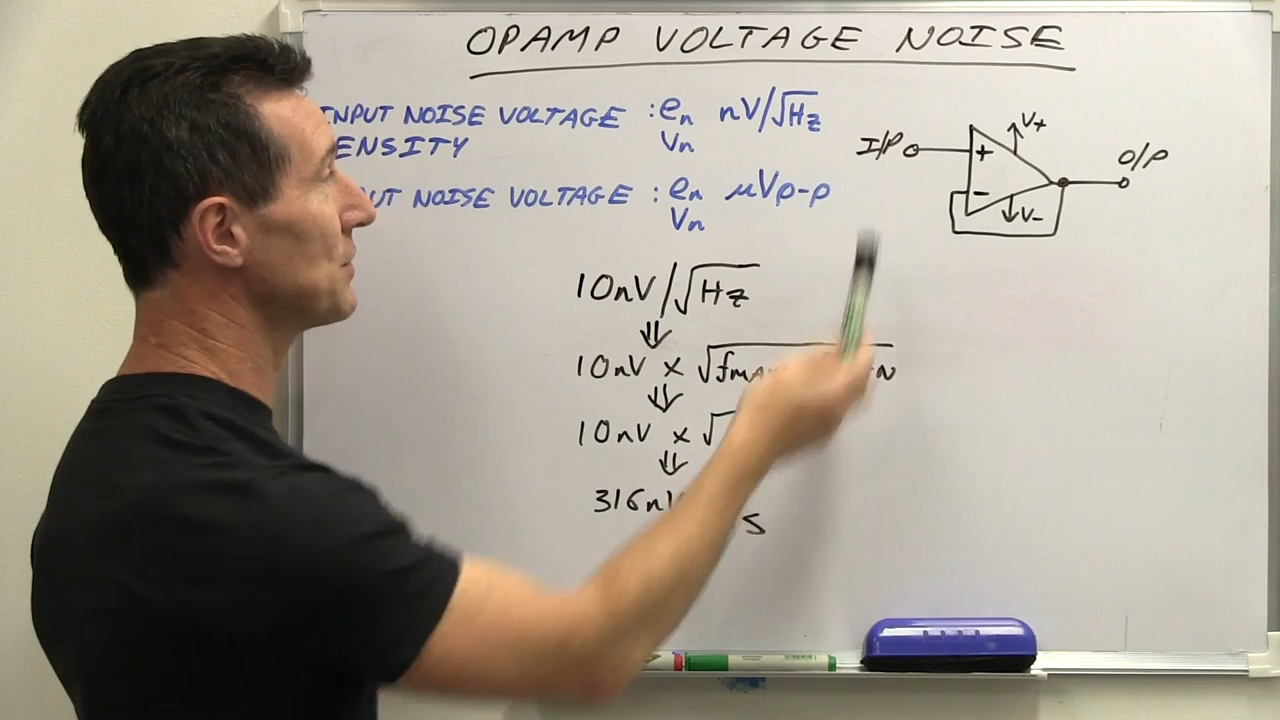 OPAMP VOLTAGE NOISE
INPUT NOISE VOLTAGE : en nV/√Hz
ENSITY Vn
UT NOISE VOLTAGE : en μVp-p
Vn
I/P
+
-
V+
V-
O/P
10nV/√Hz
⇓
10nV × √fMA N
⇓
10nV × √
⇓
316n
S